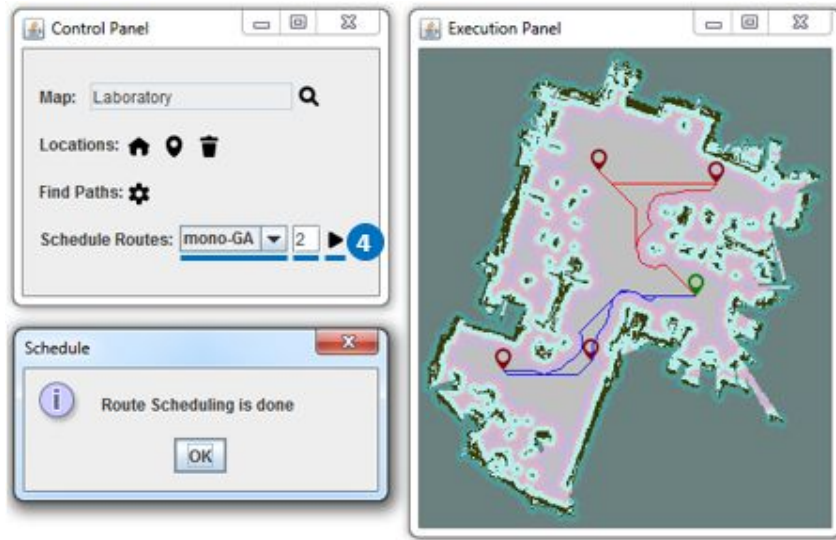 Control Panel
Map: Laboratory
Locations:
Find Paths:
Schedule Routes: mono-GA 2 4
Schedule
i Route Scheduling is done
OK
Execution Panel